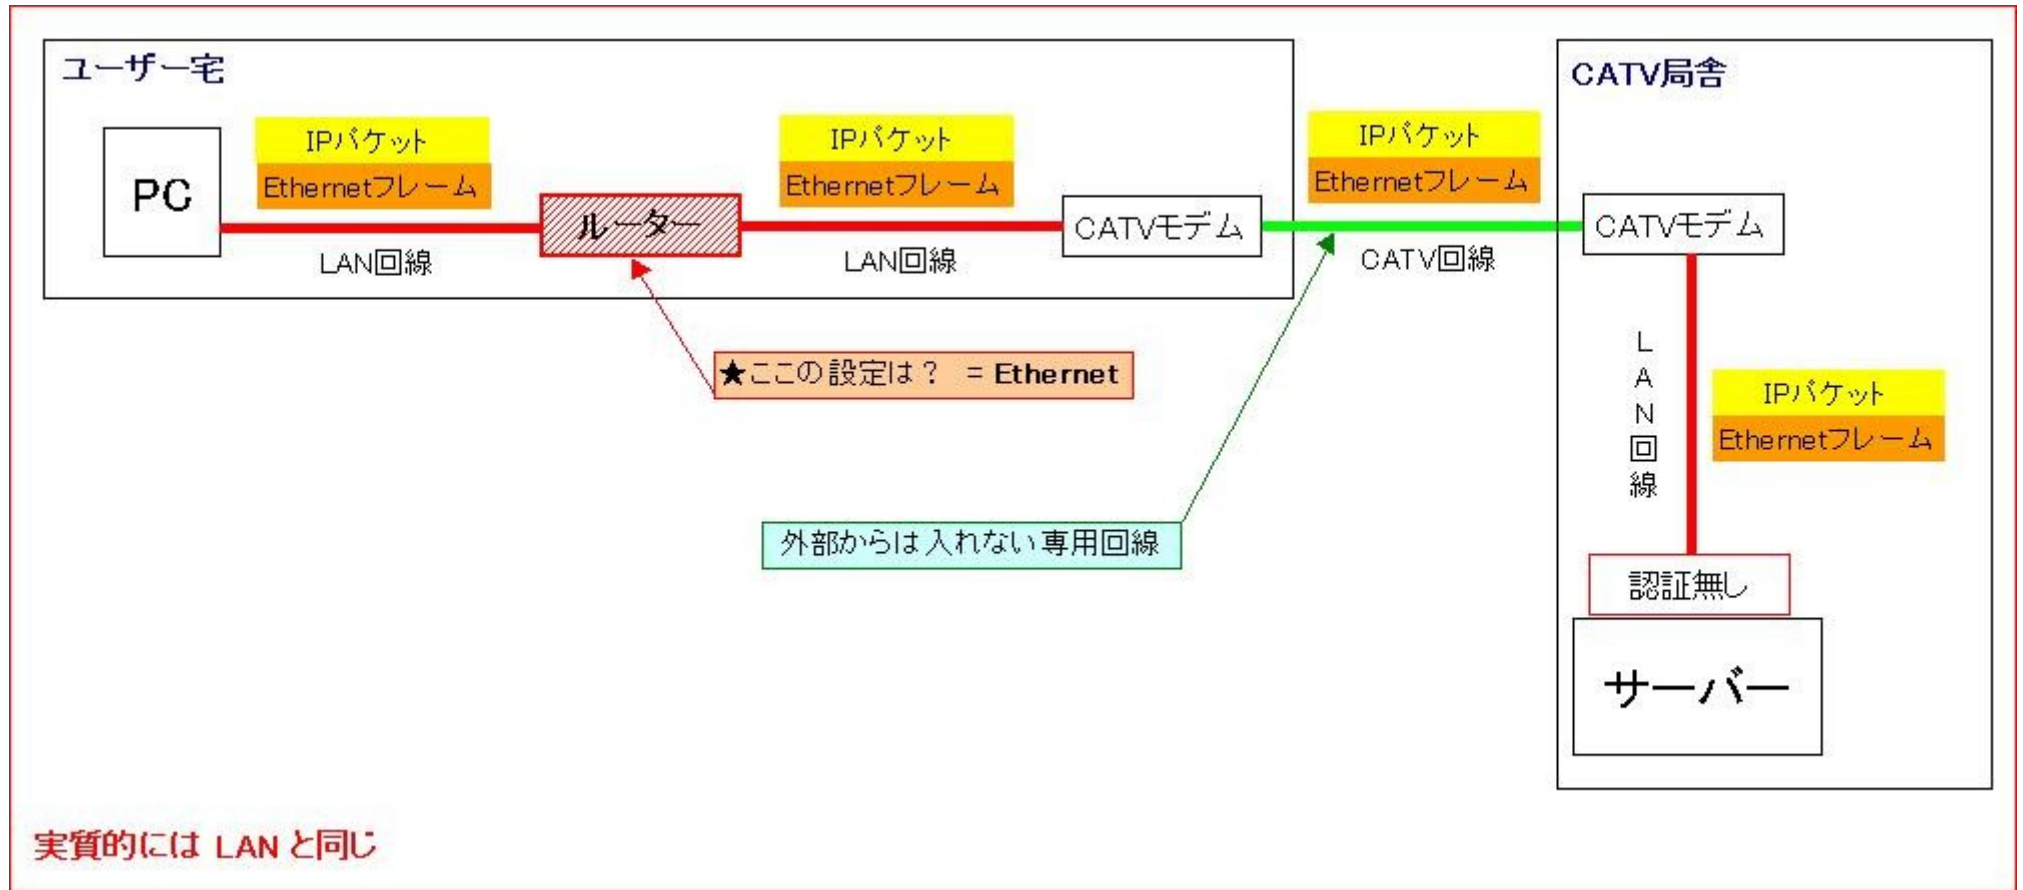 ユーザー宅
CATV局舎
IPパケット
Ethernetフレーム
IPパケット
Ethernetフレーム
IPパケット
Ethernetフレーム
PC
ルーター
CATVモデム
CATVモデム
LAN回線
LAN回線
CATV回線
★ここの設定は？ = Ethernet
LAN回線
IPパケット
Ethernetフレーム
外部からは入れない専用回線
認証無し
サーバー
実質的には LAN と同じ